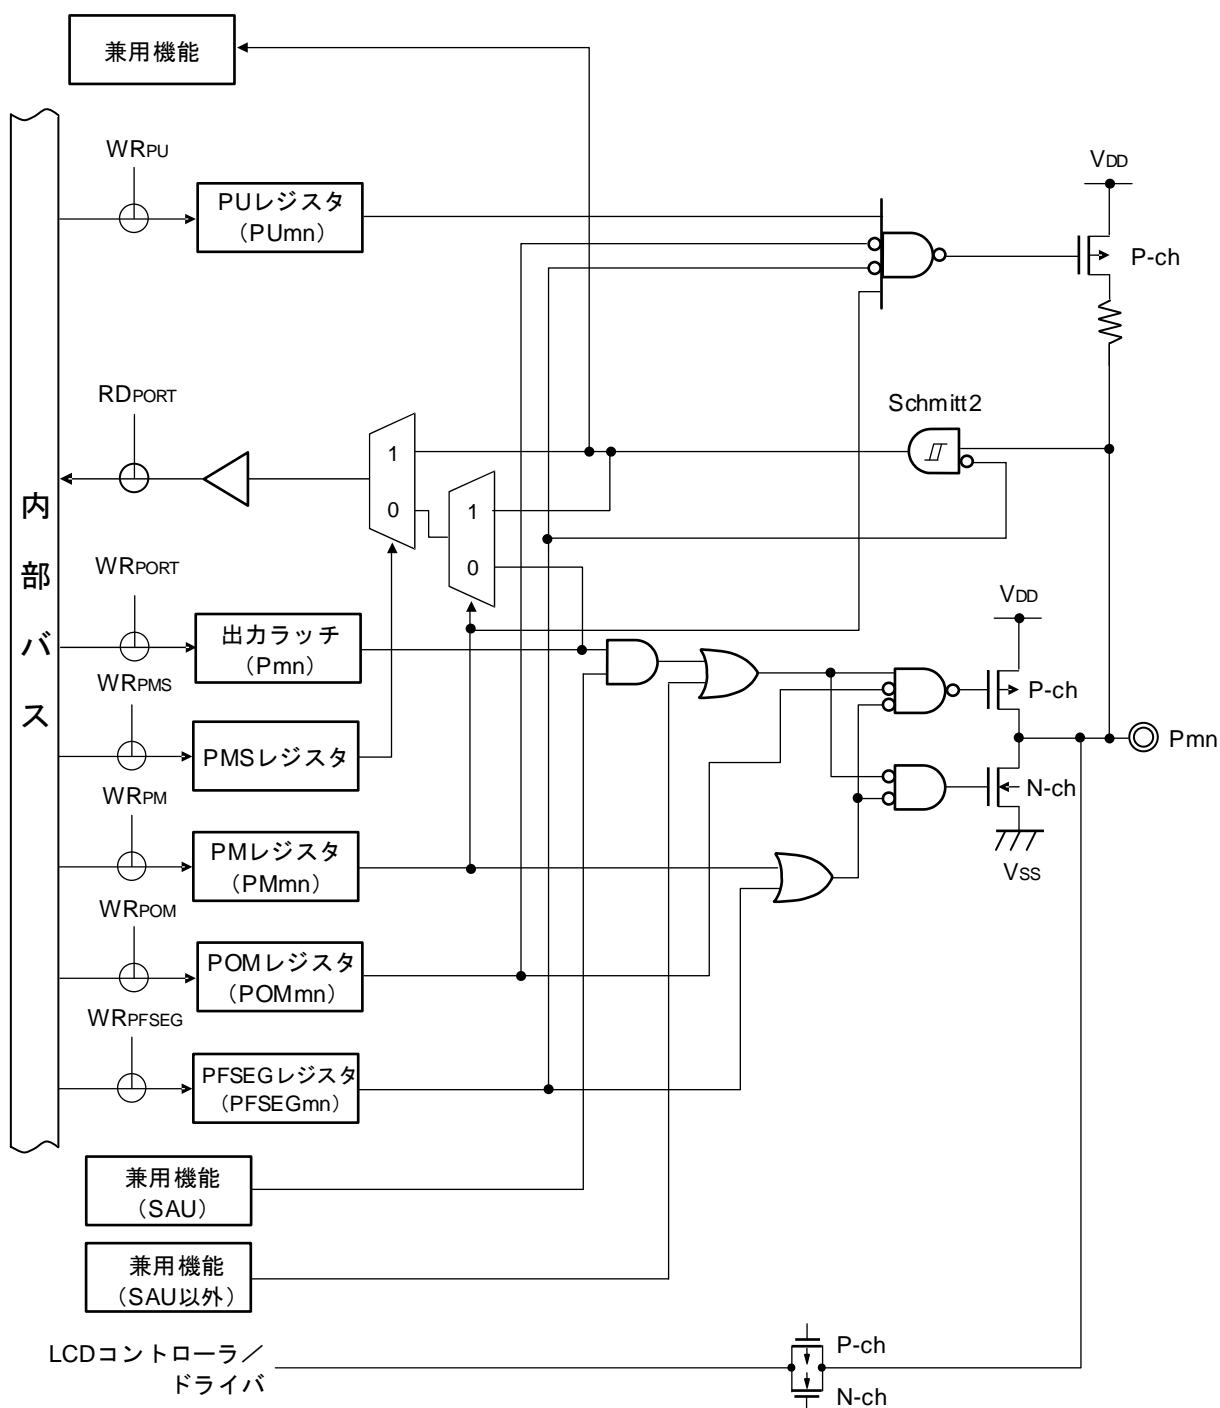 兼用機能
WRPU
PUレジスタ
(PUmn)
VDD
P-ch
RDPORT
Schmitt2
1
0
1
0
内部バス
WRPORT
出力ラッチ
(Pmn)
VDD
P-ch
Pmn
WRPMS
PMSレジスタ
N-ch
VSS
WRPM
PMレジスタ
(PMmn)
WRPOM
POMレジスタ
(POMmn)
WRPFSEG
PFSEGレジスタ
(PFSEGmn)
兼用機能
(SAU)
兼用機能
(SAU以外)
LCDコントローラ/
ドライバ
P-ch
N-ch